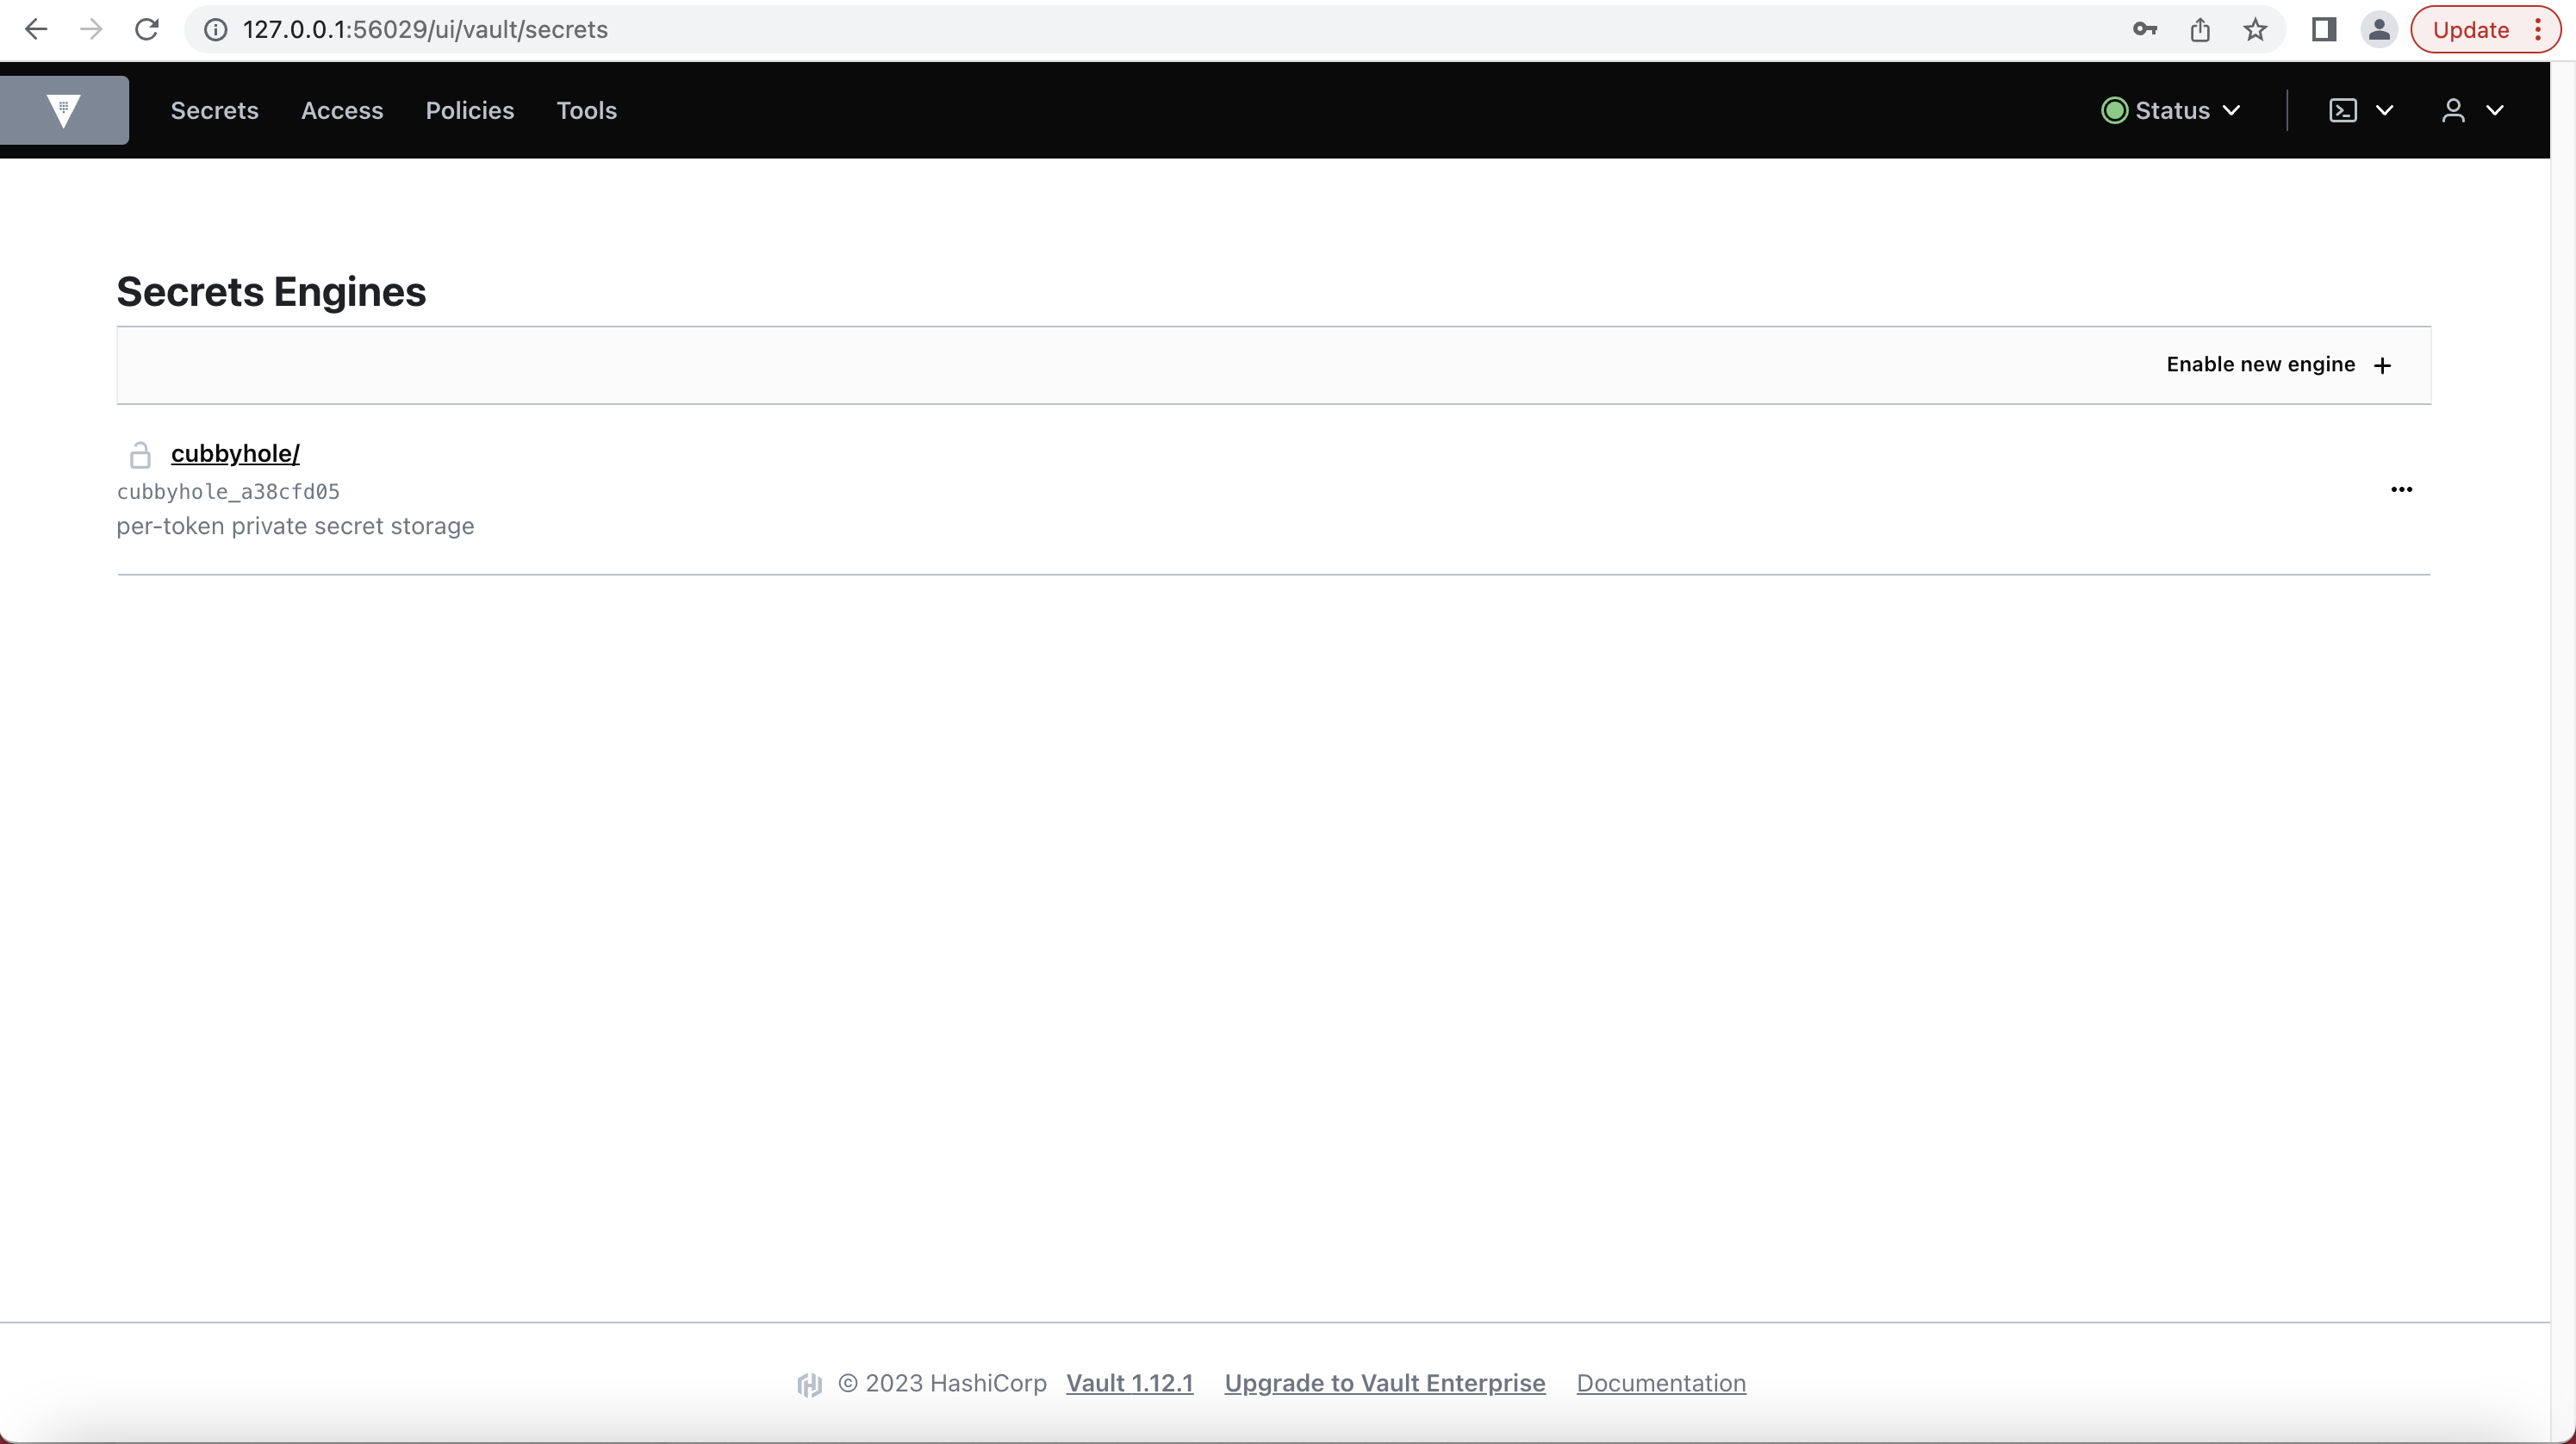 127.0.0.1:56029/ui/vault/secrets
Update
Secrets Access Policies Tools
Status
Secrets Engines
Enable new engine
cubbyhole/
cubbyhole_a38cfd05
per-token private secret storage
© 2023 HashiCorp Vault 1.12.1 Upgrade to Vault Enterprise Documentation